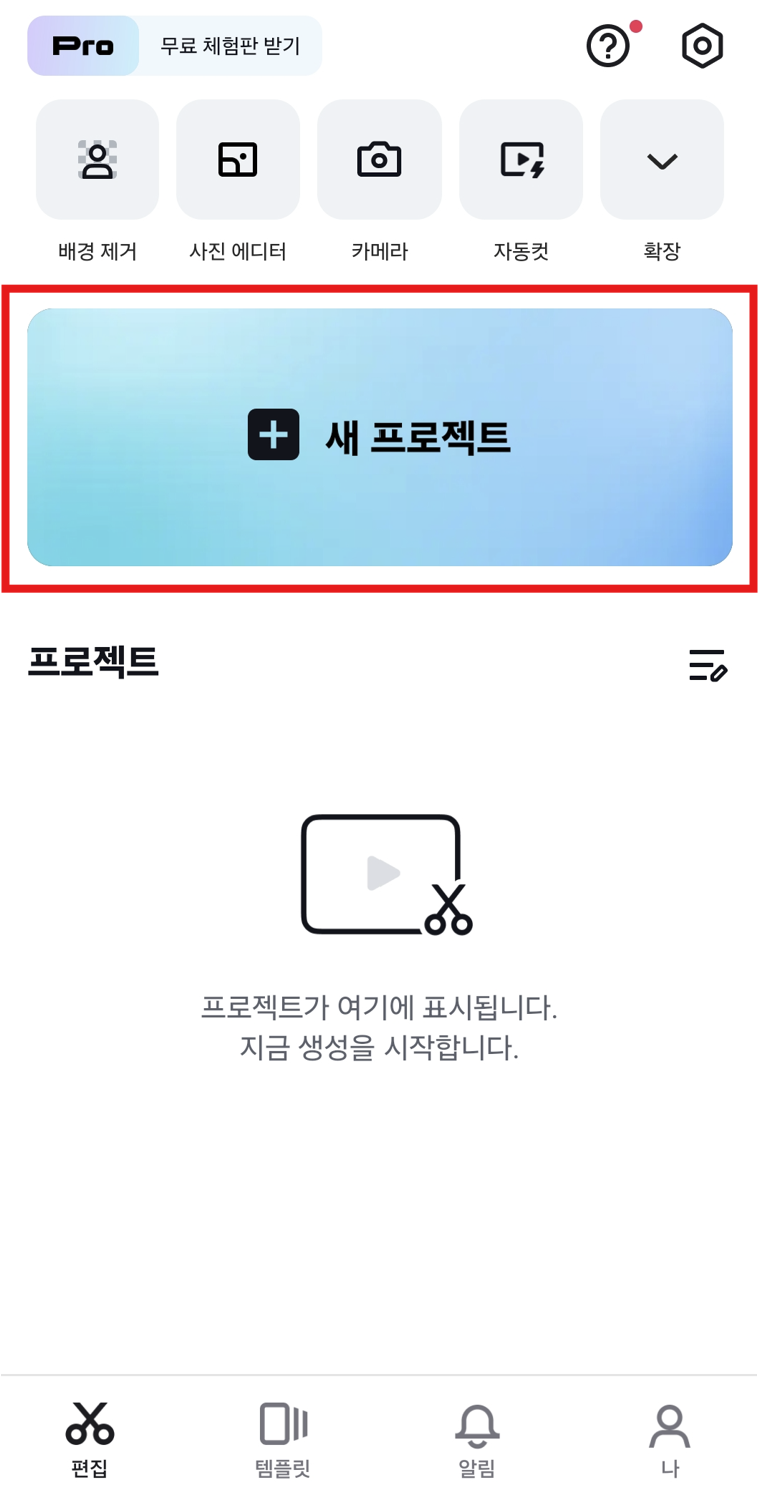 Pro 무료 체험판 받기
배경 제거 사진 에디터 카메라 자동컷 확장
새 프로젝트
프로젝트
프로젝트가 여기에 표시됩니다.
지금 생성을 시작합니다.
편집 템플릿 알림 나